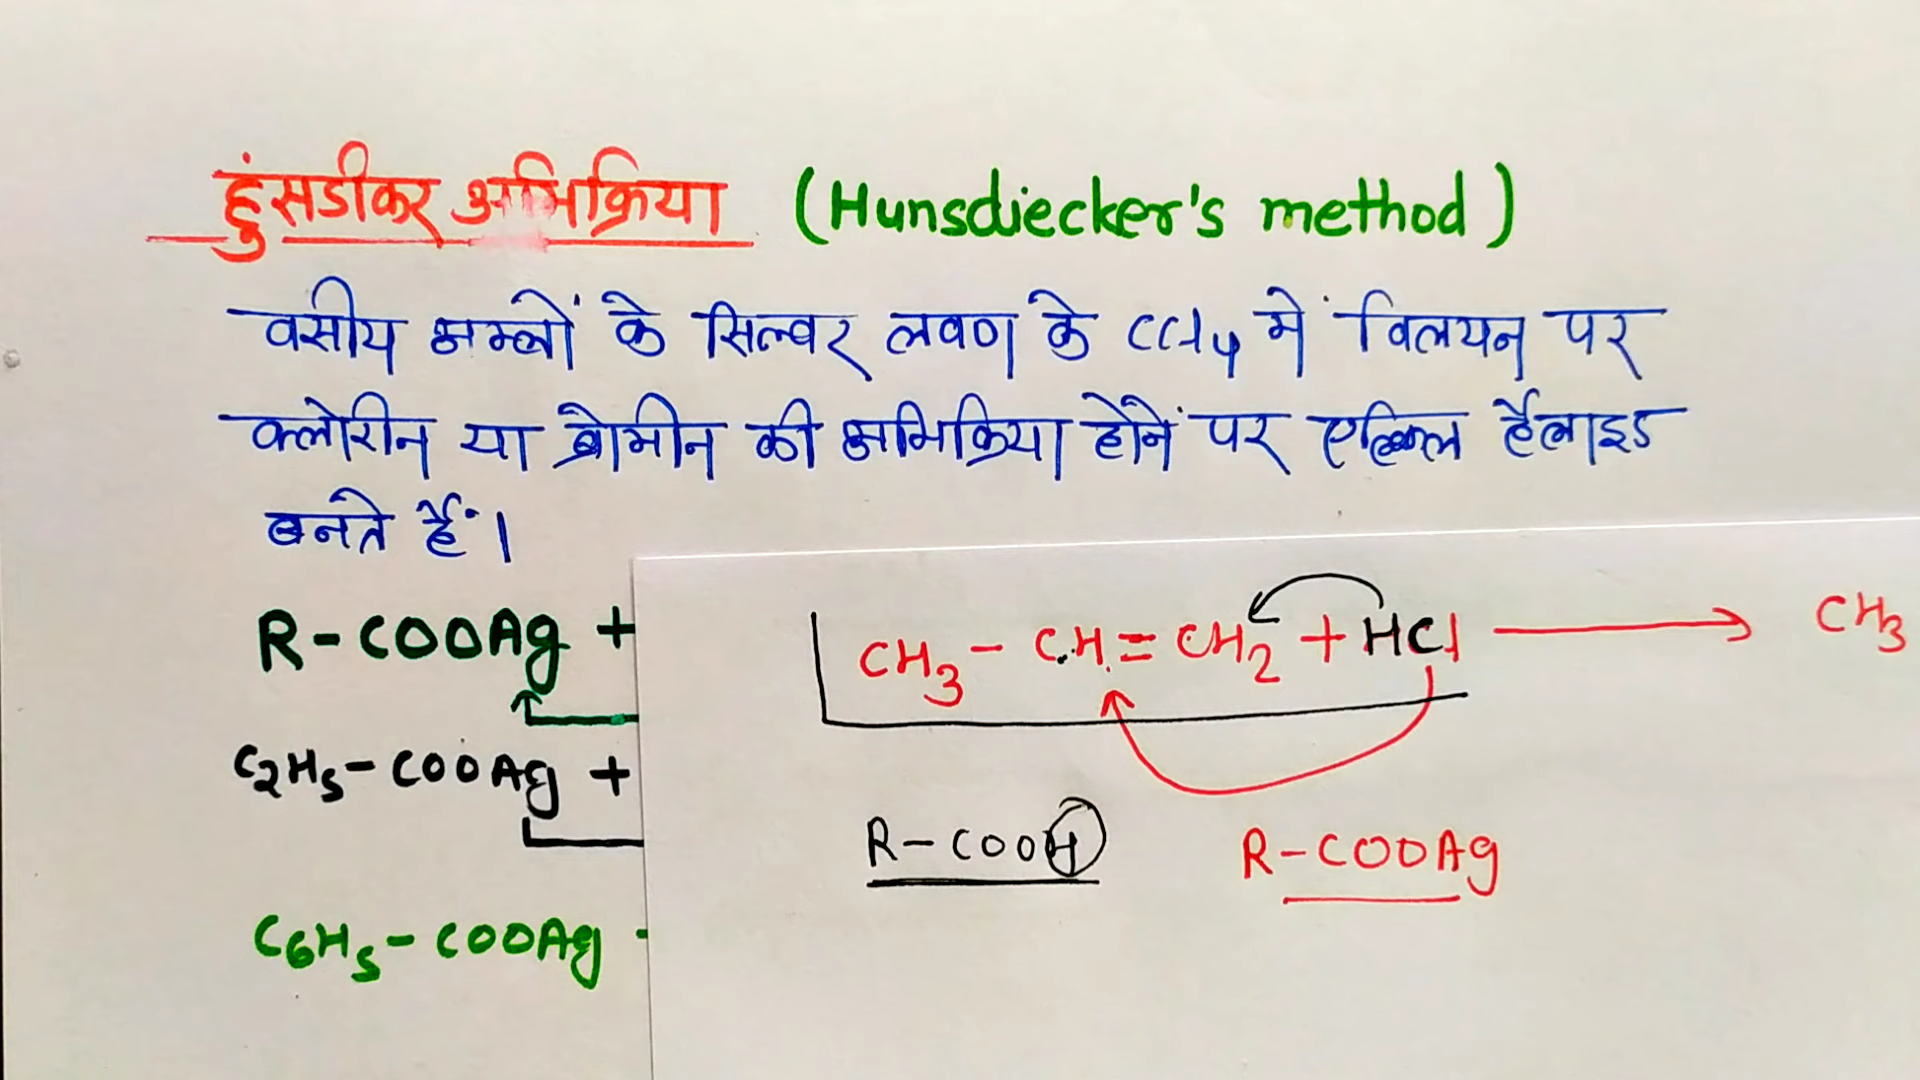 हुंसडीकर अभिक्रिया (Hunsdiecker's method)
वसीय अम्लों के सिल्वर लवण के CCl4 में विलयन पर
क्लोरीन या ब्रोमीन की अभिक्रिया होने पर एल्किल हैलाइड
बनते हैं।
R-COOAg +
CH3 - CH = CH2 + HCl → CH3
C2H5-COOAg +
R-COOH R-COOAg
C6H5-COOAg